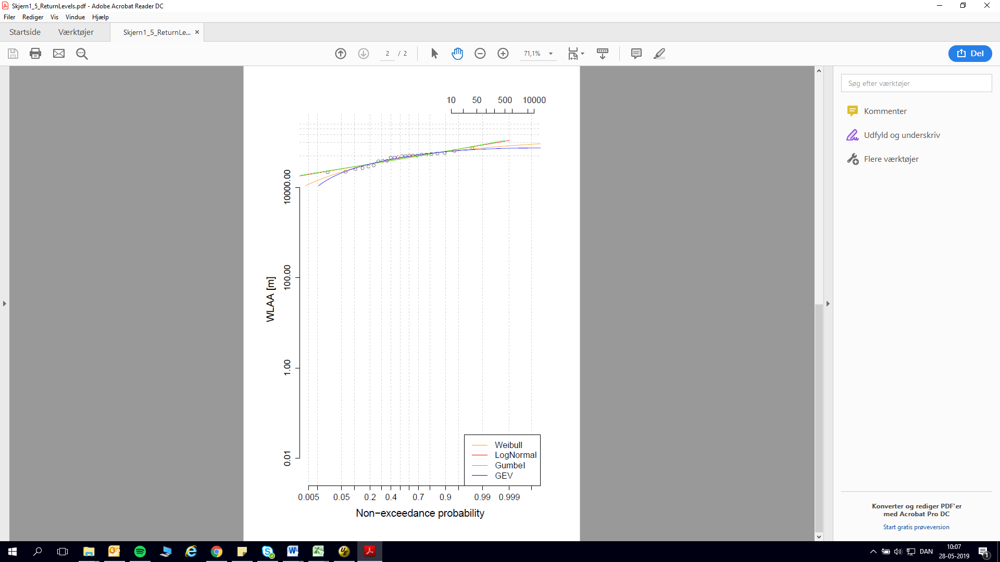 Skjern1_5_ReturnLevels.pdf - Adobe Acrobat Reader DC
Filer Rediger Vis Vindue Hjælp
Startside Værktøjer Skjern1_5_ReturnLe... ×
2 / 2 71,1% Del
Søg efter værktøjer
Kommenter
Udfyld og underskriv
Flere værktøjer
10 50 500 10000
10000.00
100.00
1.00
0.01
WLAA [m]
Weibull
LogNormal
Gumbel
GEV
0.005 0.05 0.2 0.4 0.7 0.9 0.99 0.999
Non−exceedance probability
Konverter og rediger PDF'er
med Acrobat Pro DC
Start gratis prøveversion
DAN
10:07
28-05-2019
1